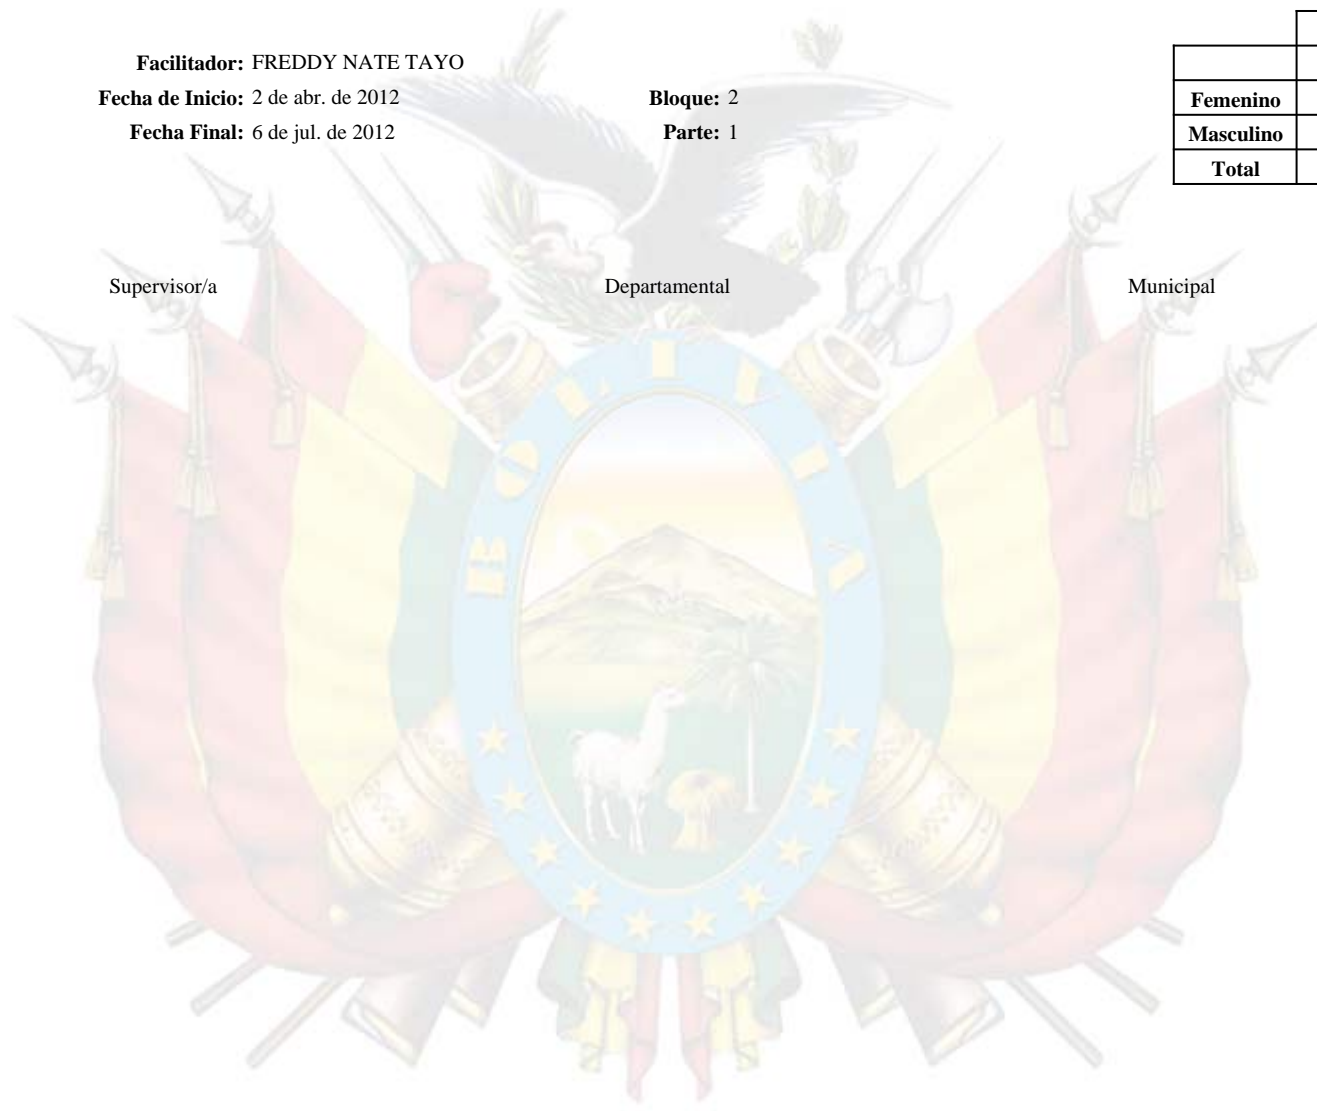 Facilitador: FREDDY NATE TAYO
Fecha de Inicio: 2 de abr. de 2012 Bloque: 2
Fecha Final: 6 de jul. de 2012 Parte: 1
Femenino
Masculino
Total
Supervisor/a Departamental Municipal
BOLIVIA